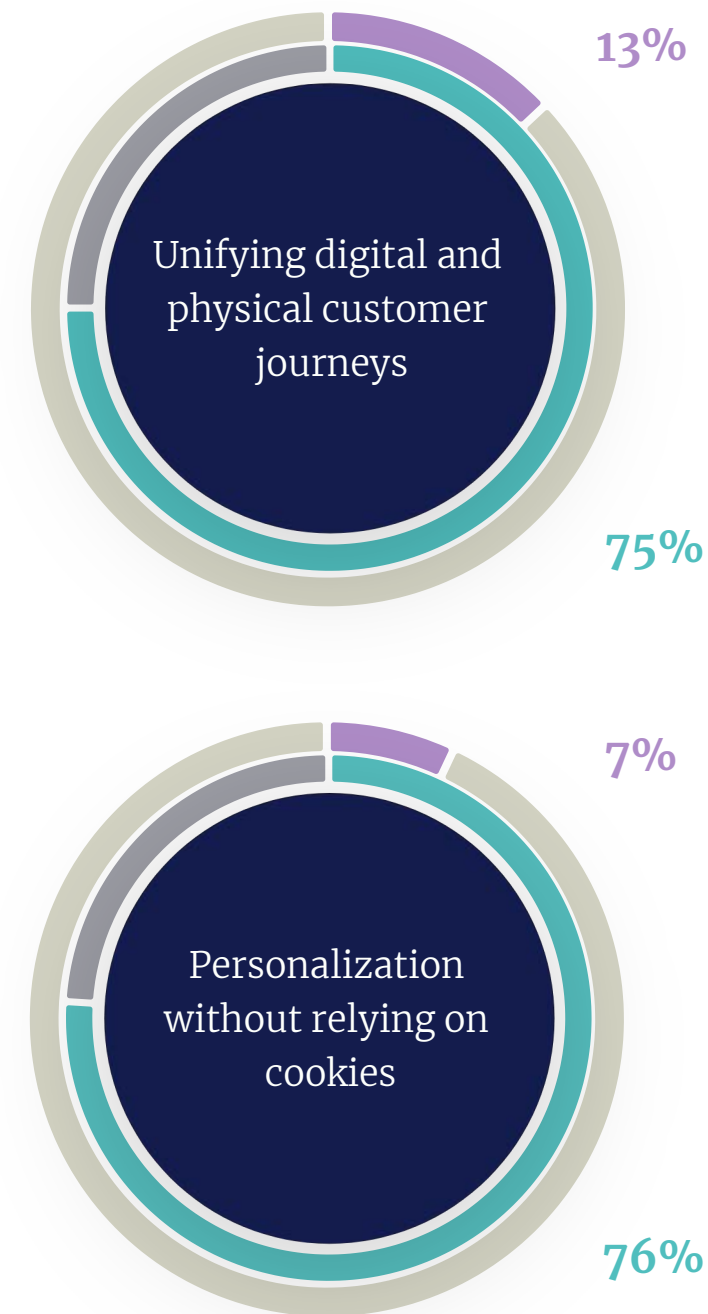 13%
Unifying digital and
physical customer
journeys
75%
7%
Personalization
without relying on
cookies
76%